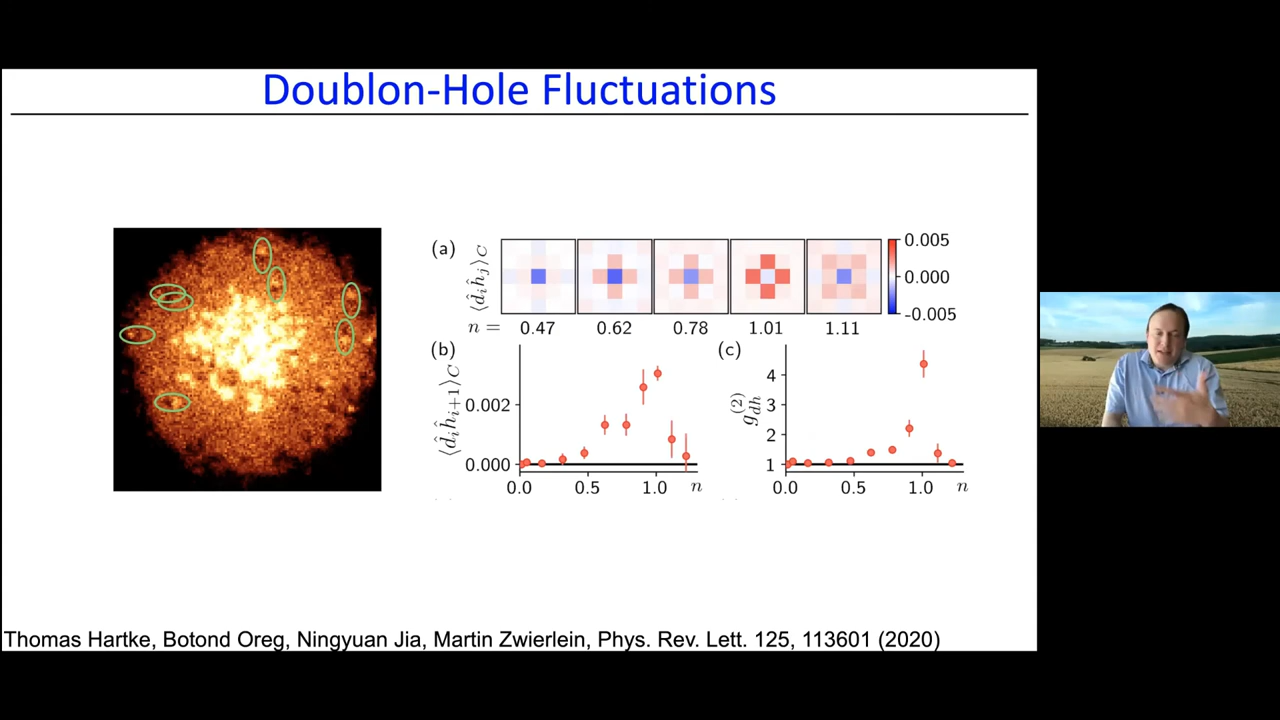 Doublon-Hole Fluctuations
(a)
⟨d̂ᵢĥⱼ⟩_C
0.005
0.000
-0.005
n = 0.47 0.62 0.78 1.01 1.11
(b)
⟨d̂ᵢĥᵢ₊₁⟩_C
0.002
0.000
0.0 0.5 1.0 n
(c)
g_dh^(2)
4
3
2
1
0.0 0.5 1.0 n
Thomas Hartke, Botond Oreg, Ningyuan Jia, Martin Zwierlein, Phys. Rev. Lett. 125, 113601 (2020)